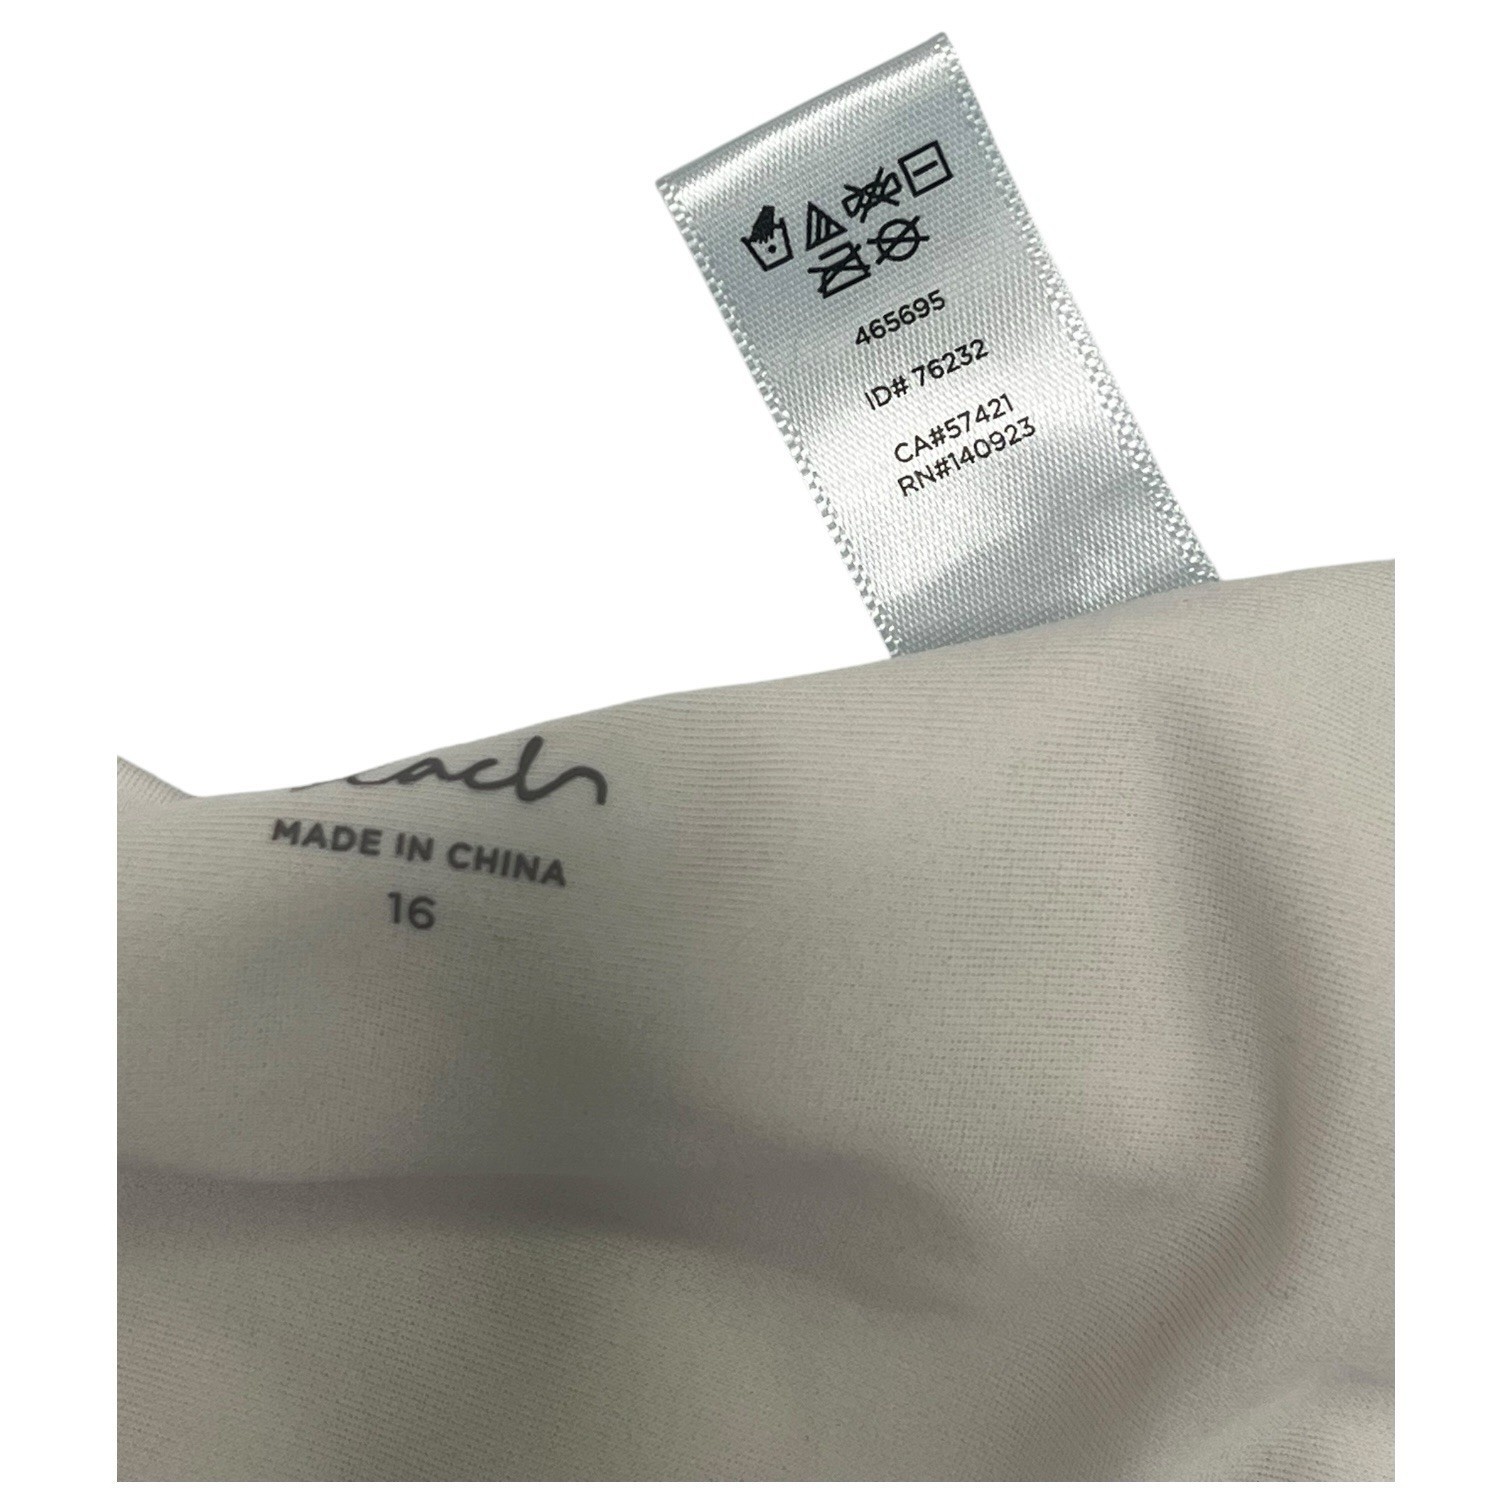 465695
ID# 76232
CA#57421
RN#140923
MADE IN CHINA
16